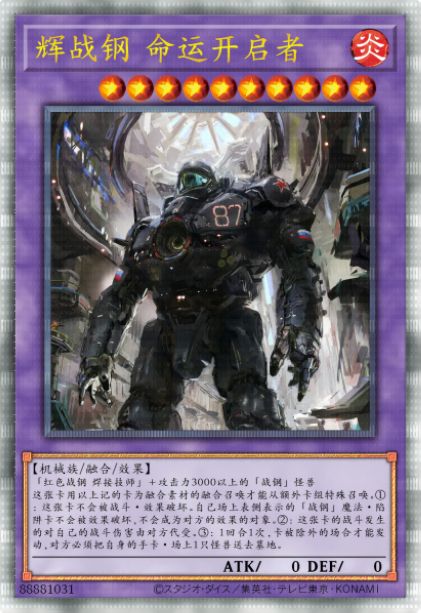 辉战钢 命运开启者
炎
87
【机械族/融合/效果】
「红色战钢 焊接技师」+攻击力3000以上的「战钢」怪兽
这张卡用以上记的卡为融合素材的融合召唤才能从额外卡组特殊召唤。①
:这张卡不会被战斗·效果破坏。自己场上表侧表示的「战钢」魔法·陷
阱卡不会被效果破坏、不会成为对方的效果的对象。②:这张卡的战斗发生
的对自己的战斗伤害由对方代受。③:1回合1次,卡被除外的场合才能发
动,对方必须把自身的手卡·场上1只怪兽送去墓地。
ATK/ 0 DEF/ 0
88881031 ©スタジオ·ダイス/集英社·テレビ東京·KONAMI